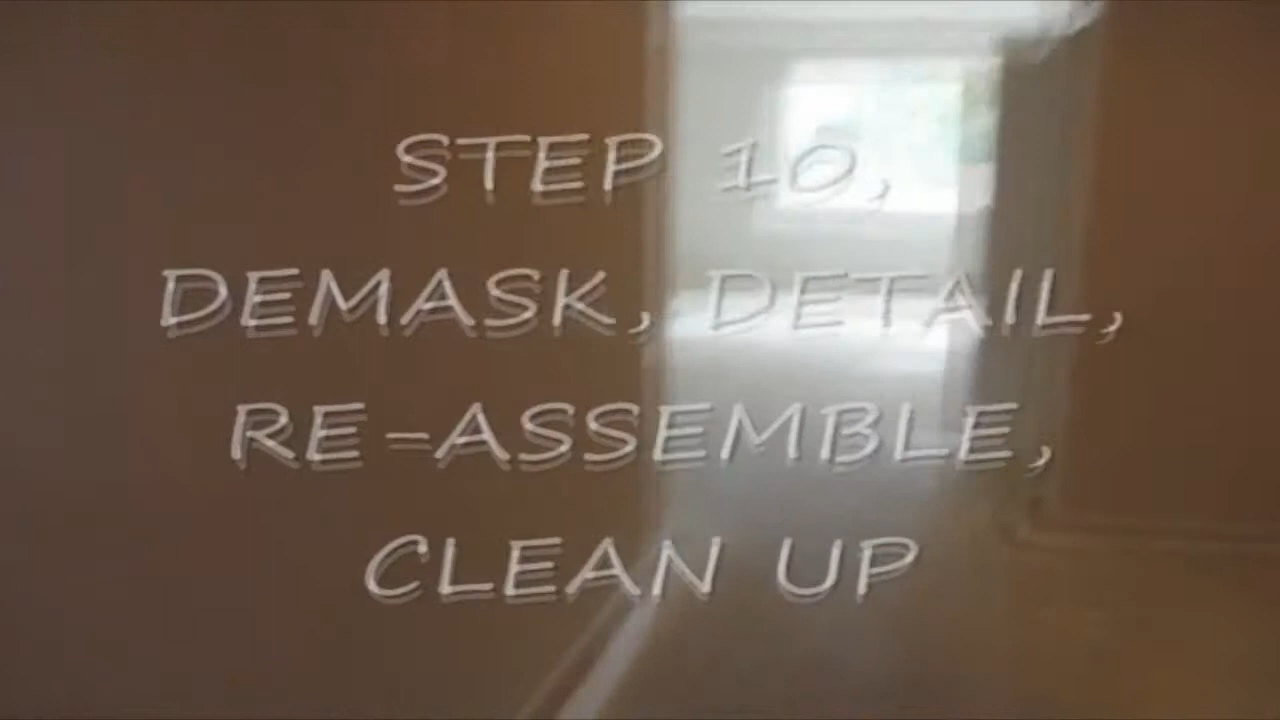 STEP 10,
DEMASK, DETAIL,
RE-ASSEMBLE,
CLEAN UP